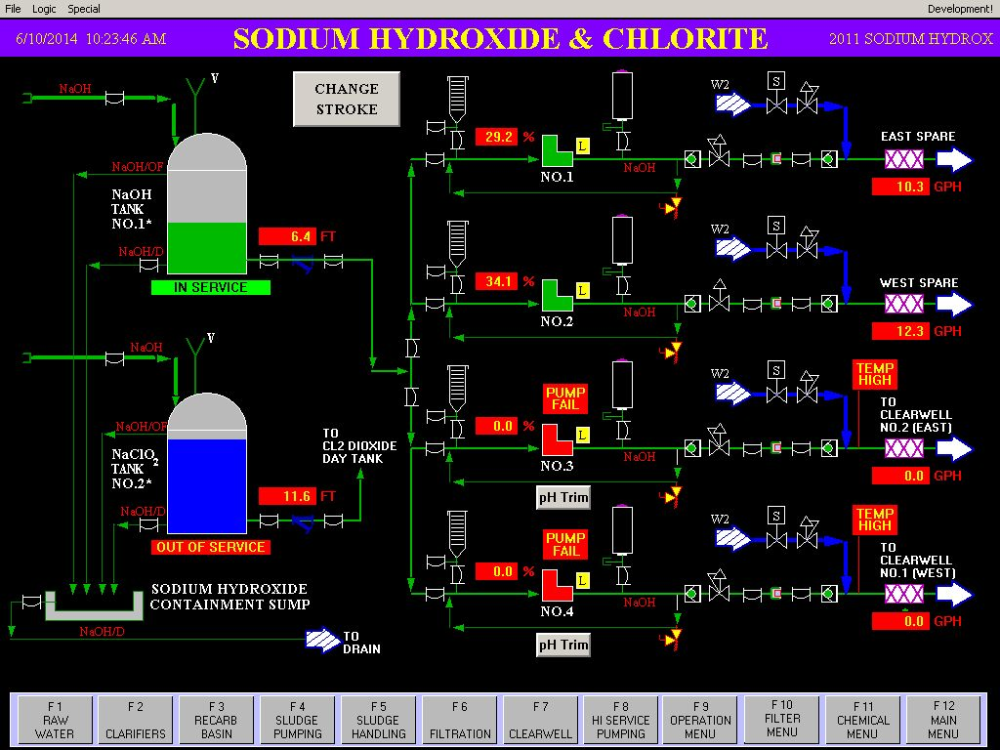 File Logic Special Development!
6/10/2014 10:23:46 AM SODIUM HYDROXIDE & CHLORITE 2011 SODIUM HYDROX
NaOH
V
CHANGE
STROKE
NaOH/OF
NaOH
TANK
NO.1*
NaOH/D
6.4 FT
IN SERVICE
NaOH
V
NaOH/OF
NaClO2
TANK
NO.2*
NaOH/D
11.6 FT
OUT OF SERVICE
TO
CL2 DIOXIDE
DAY TANK
SODIUM HYDROXIDE
CONTAINMENT SUMP
NaOH/D
TO
DRAIN
29.2 %
L
NO.1
NaOH
W2
S
EAST SPARE
10.3 GPH
34.1 %
L
NO.2
NaOH
W2
S
WEST SPARE
12.3 GPH
PUMP
FAIL
0.0 %
L
NO.3
NaOH
pH Trim
W2
S
TEMP
HIGH
TO
CLEARWELL
NO.2 (EAST)
0.0 GPH
PUMP
FAIL
0.0 %
L
NO.4
NaOH
pH Trim
W2
S
TEMP
HIGH
TO
CLEARWELL
NO.1 (WEST)
0.0 GPH
F 1
RAW
WATER
F 2
CLARIFIERS
F 3
RECARB
BASIN
F 4
SLUDGE
PUMPING
F 5
SLUDGE
HANDLING
F 6
FILTRATION
F 7
CLEARWELL
F 8
HI SERVICE
PUMPING
F 9
OPERATION
MENU
F 10
FILTER
MENU
F 11
CHEMICAL
MENU
F 12
MAIN
MENU